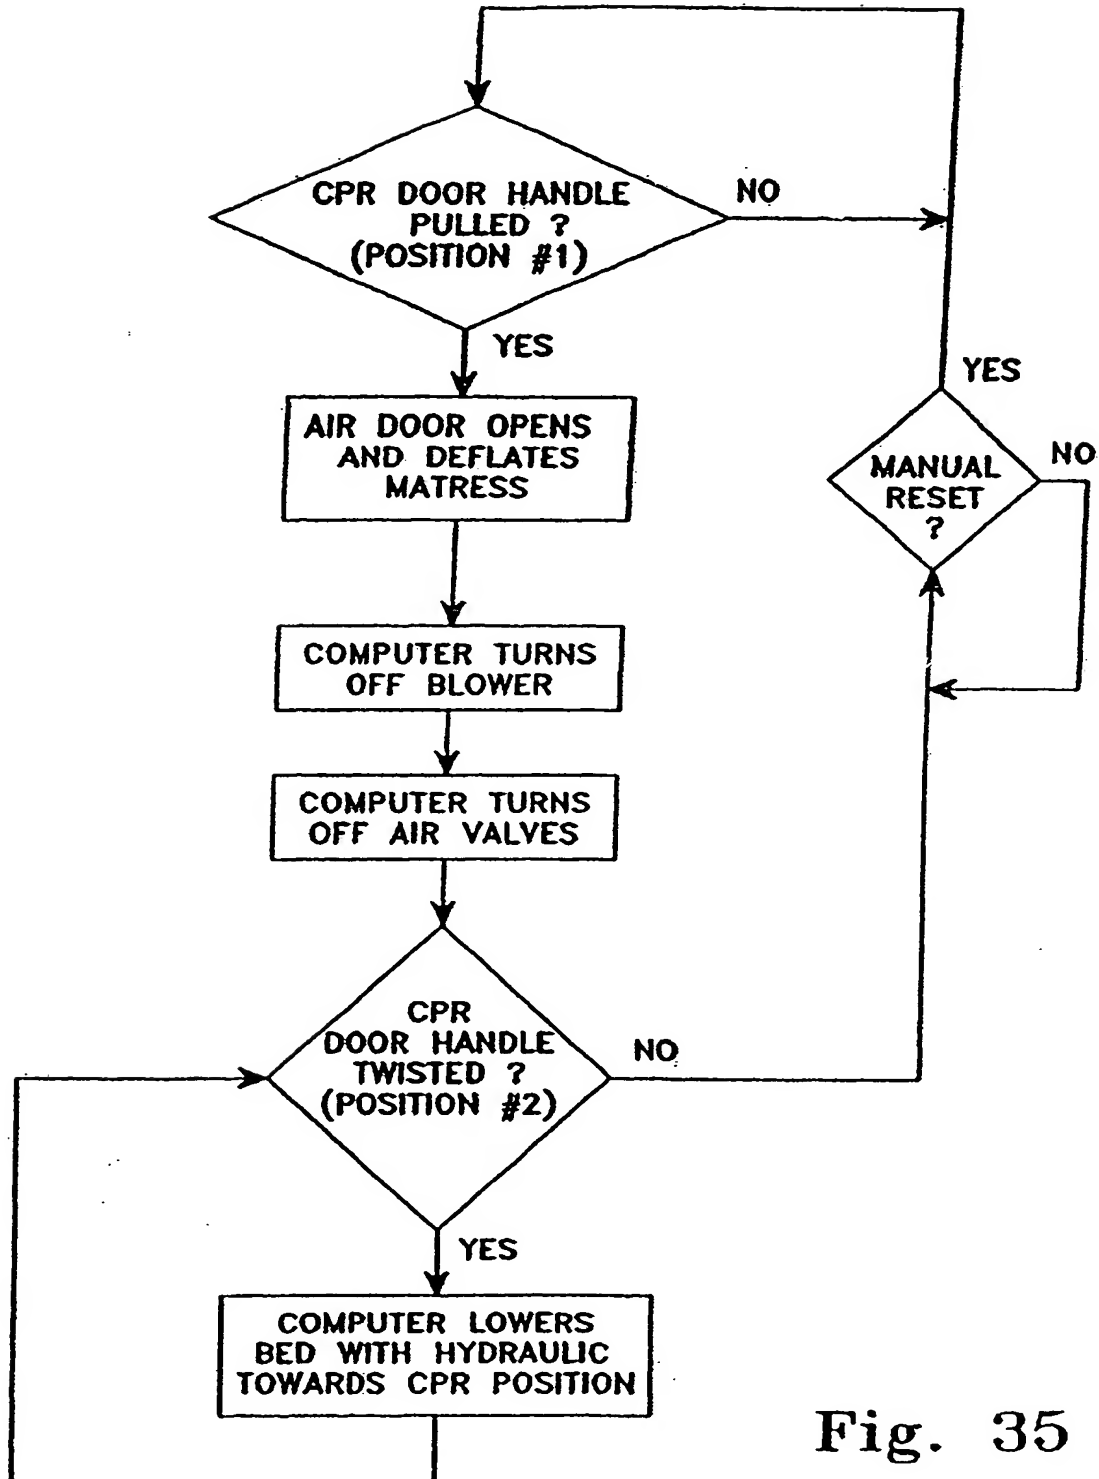 CPR DOOR HANDLE
PULLED ?
(POSITION #1)
NO
YES
AIR DOOR OPENS
AND DEFLATES
MATRESS
YES
MANUAL
RESET
?
NO
COMPUTER TURNS
OFF BLOWER
COMPUTER TURNS
OFF AIR VALVES
CPR
DOOR HANDLE
TWISTED ?
(POSITION #2)
NO
YES
COMPUTER LOWERS
BED WITH HYDRAULIC
TOWARDS CPR POSITION
Fig. 35